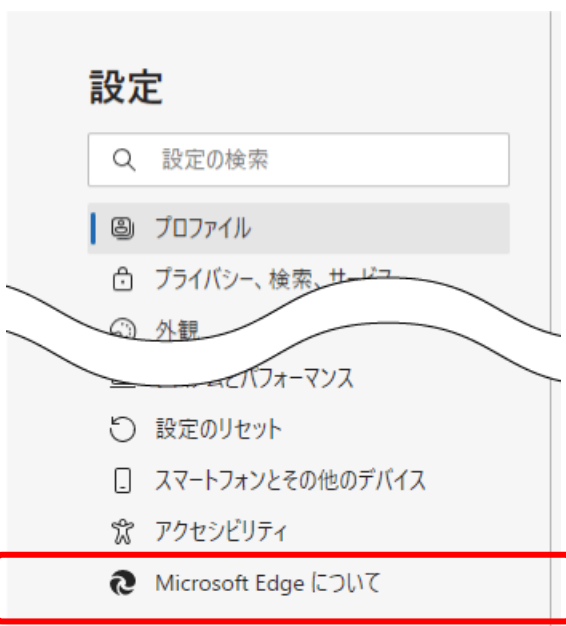 設定
設定の検索
プロファイル
プライバシー、検索、サービス
外観
とパフォーマンス
設定のリセット
スマートフォンとその他のデバイス
アクセシビリティ
Microsoft Edge について